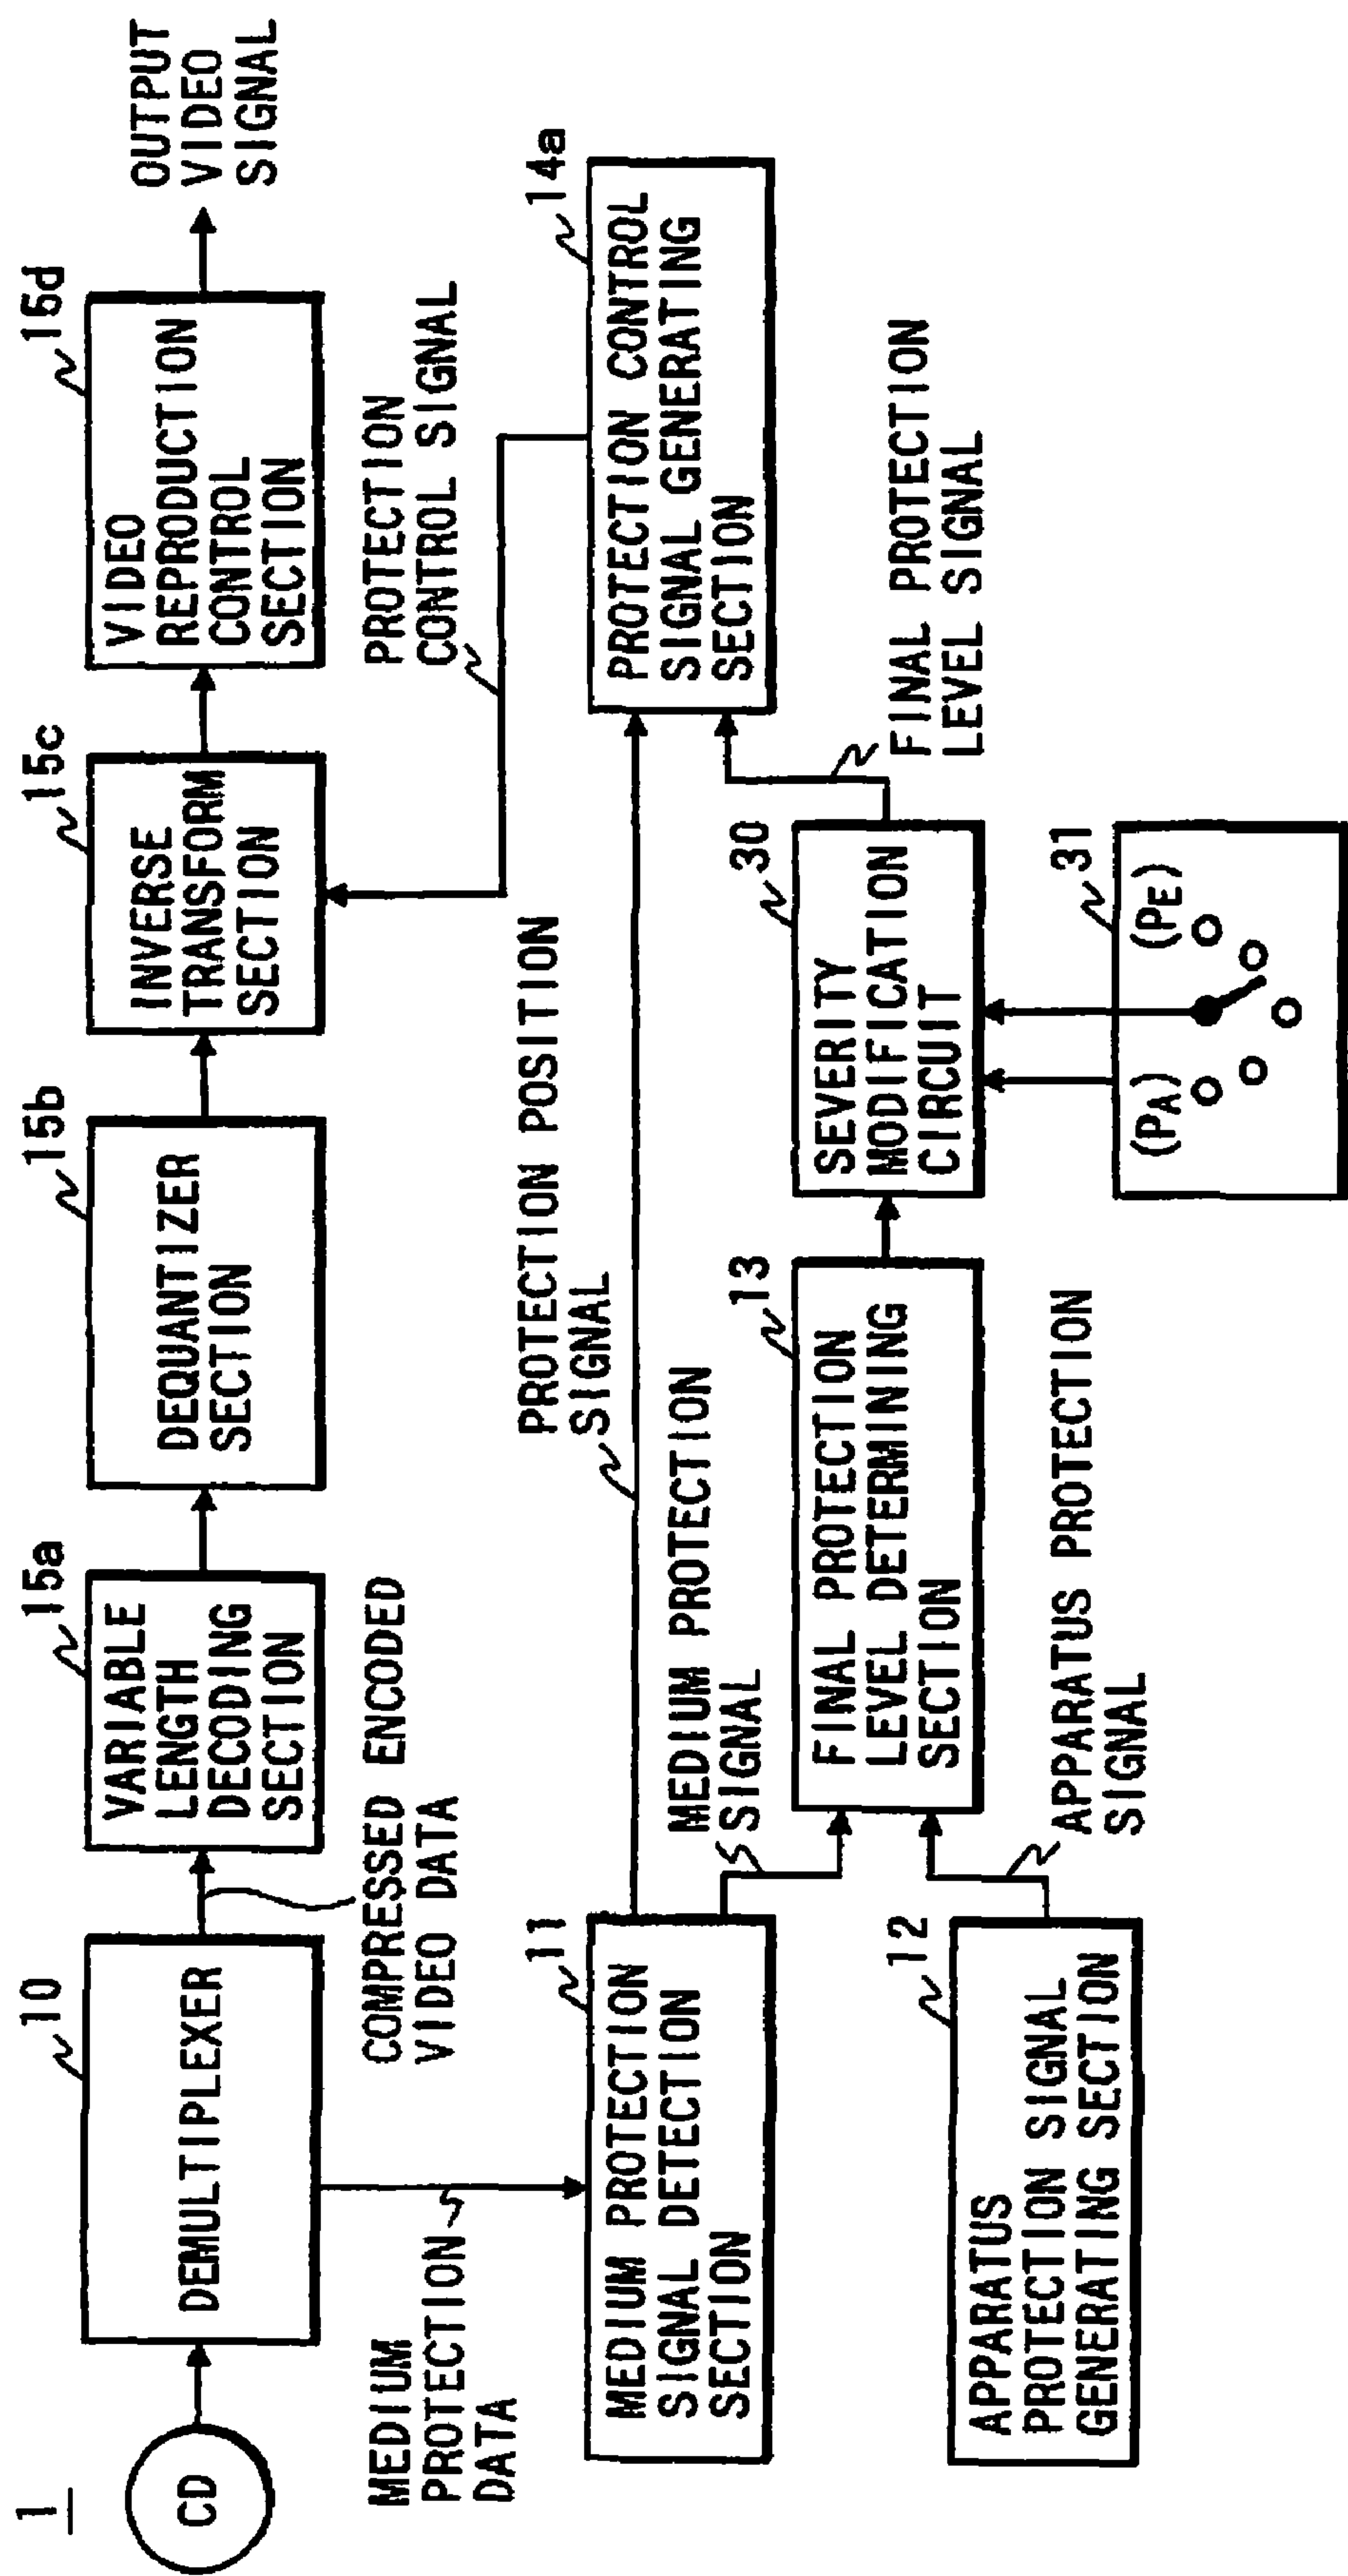 1
CD
10
DEMULTIPLEXER
COMPRESSED ENCODED
VIDEO DATA
15a
VARIABLE
LENGTH
DECODING
SECTION
15b
DEQUANTIZER
SECTION
15c
INVERSE
TRANSFORM
SECTION
15d
VIDEO
REPRODUCTION
CONTROL
SECTION
OUTPUT
VIDEO
SIGNAL
MEDIUM
PROTECTION
DATA
11
MEDIUM PROTECTION
SIGNAL DETECTION
SECTION
PROTECTION POSITION
SIGNAL
PROTECTION
CONTROL SIGNAL
14a
PROTECTION CONTROL
SIGNAL GENERATING
SECTION
MEDIUM PROTECTION
SIGNAL
12
APPARATUS
PROTECTION SIGNAL
GENERATING SECTION
APPARATUS PROTECTION
SIGNAL
13
FINAL PROTECTION
LEVEL DETERMINING
SECTION
30
SEVERITY
MODIFICATION
CIRCUIT
FINAL PROTECTION
LEVEL SIGNAL
31
(PA)
(PE)